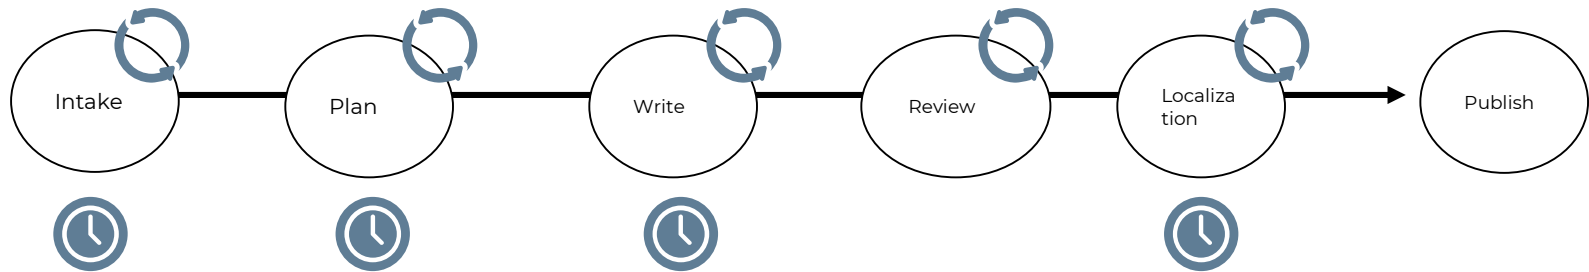 Intake
Plan
Write
Review
Localiza
tion
Publish